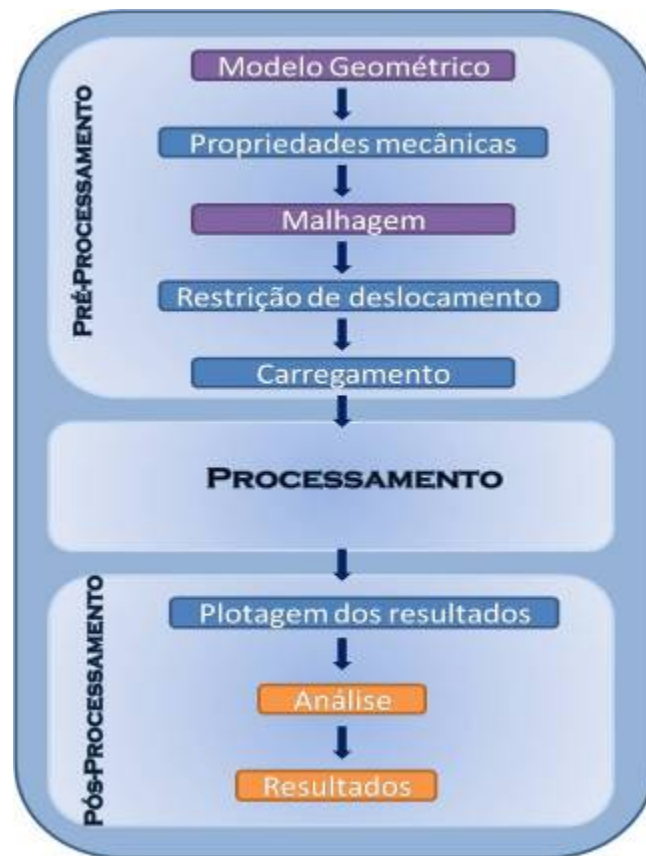 PRÉ-PROCESSAMENTO
Modelo Geométrico
Propriedades mecânicas
Malhagem
Restrição de deslocamento
Carregamento
PROCESSAMENTO
PÓS-PROCESSAMENTO
Plotagem dos resultados
Análise
Resultados